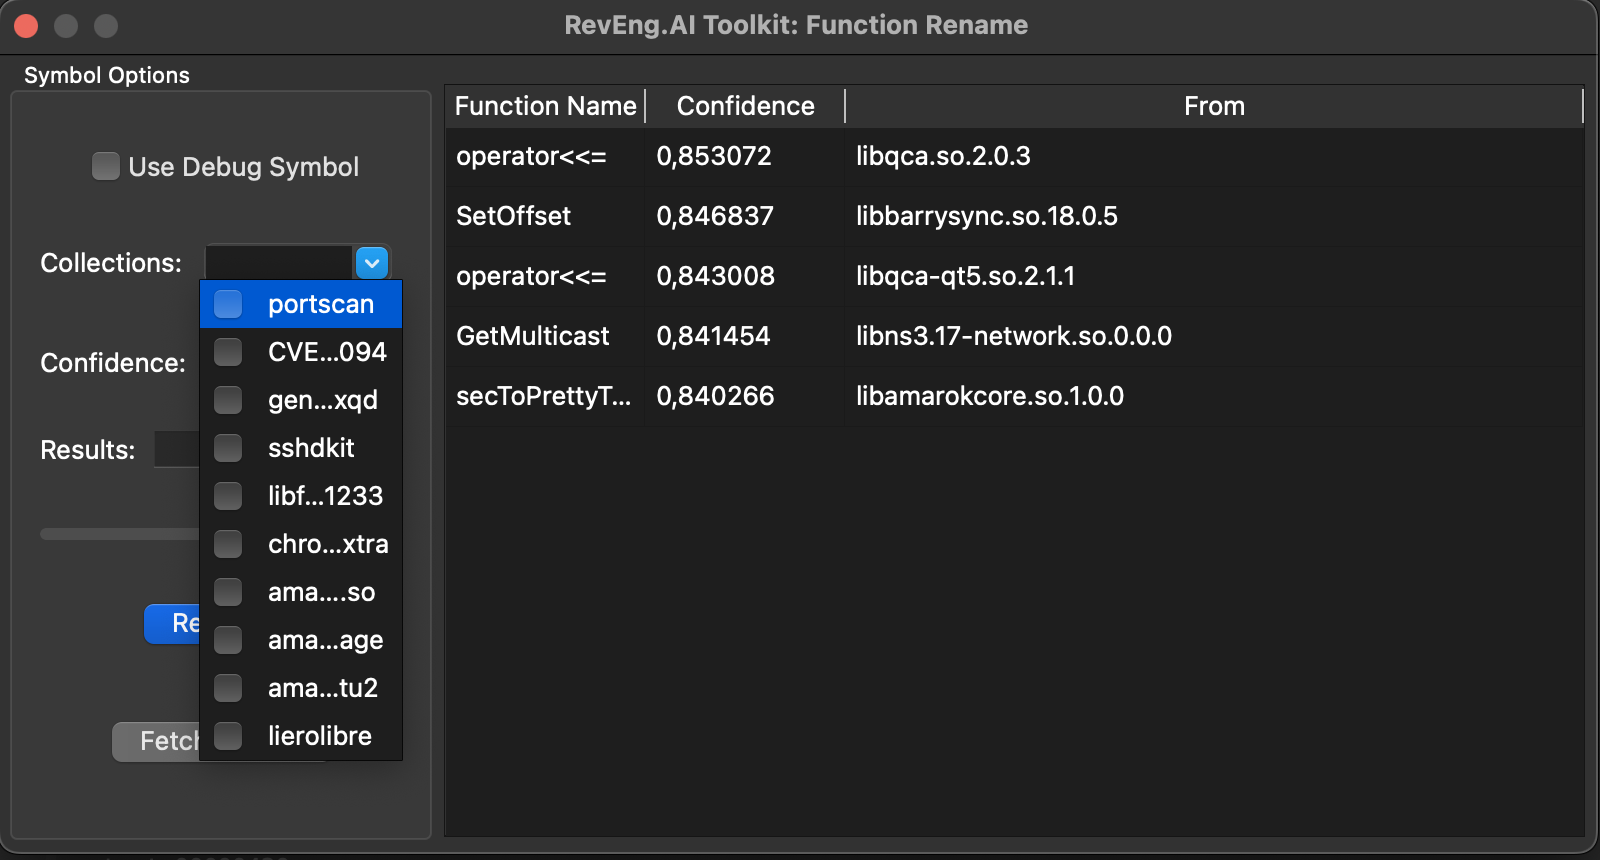 RevEng.AI Toolkit: Function Rename
Symbol Options
Use Debug Symbol
Collections:
portscan
CVE...094
gen...xqd
sshdkit
libf...1233
chro...xtra
ama....so
ama...age
ama...tu2
lierolibre
Confidence:
Results:
Re
Fetch
Function Name Confidence From
operator<<= 0,853072 libqca.so.2.0.3
SetOffset 0,846837 libbarrysync.so.18.0.5
operator<<= 0,843008 libqca-qt5.so.2.1.1
GetMulticast 0,841454 libns3.17-network.so.0.0.0
secToPrettyT... 0,840266 libamarokcore.so.1.0.0